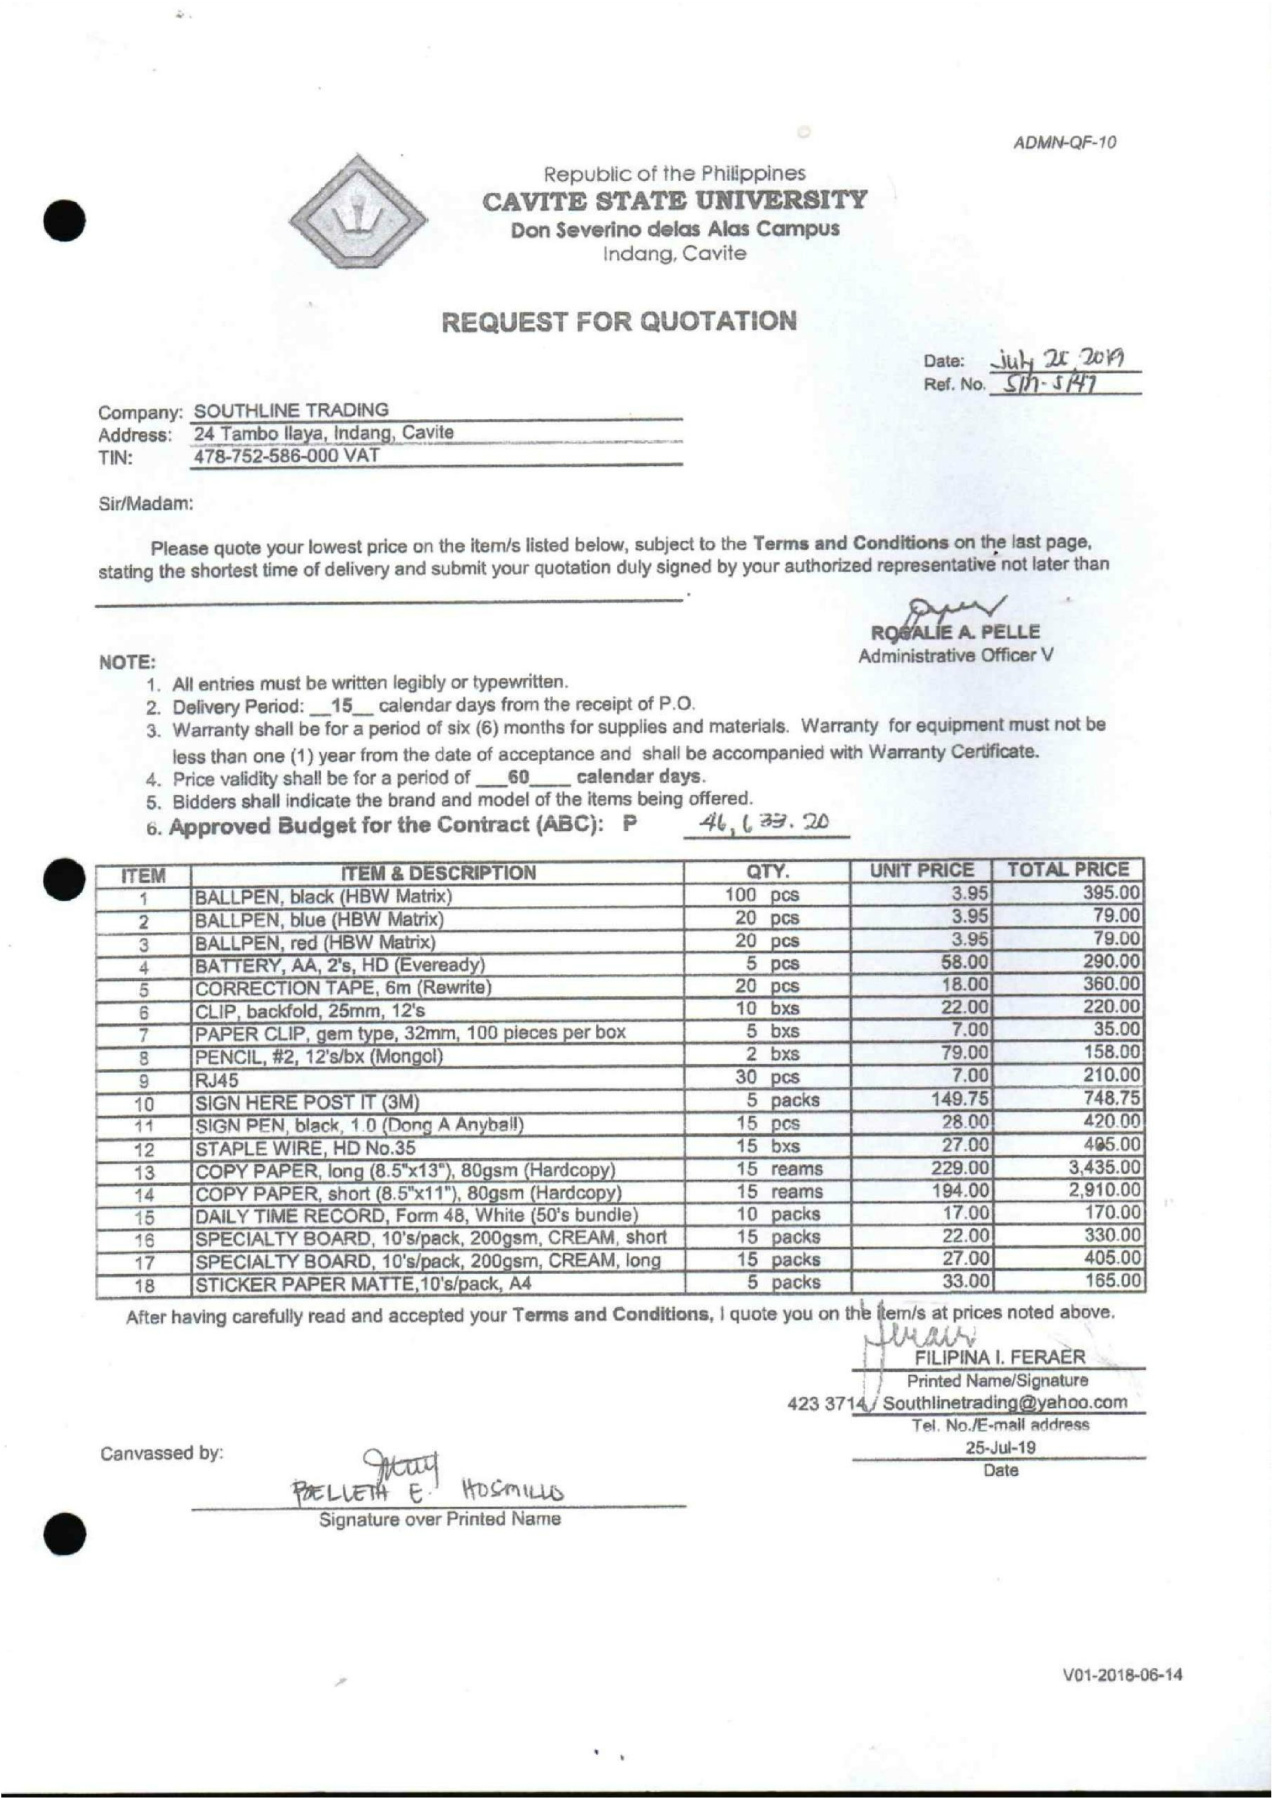 ADMN-QF-10
Republic of the Philippines
CAVITE STATE UNIVERSITY
Don Severino delas Alas Campus
Indang, Cavite
REQUEST FOR QUOTATION
Date: July 25, 2019
Ref. No.
Company: SOUTHLINE TRADING
Address: 24 Tambo Ilaya, Indang, Cavite
TIN: 478-752-586-000 VAT
Sir/Madam:
Please quote your lowest price on the item/s listed below, subject to the Terms and Conditions on the last page,
stating the shortest time of delivery and submit your quotation duly signed by your authorized representative not later than
ROSALIE A. PELLE
Administrative Officer V
NOTE:
1. All entries must be written legibly or typewritten.
2. Delivery Period: __15__ calendar days from the receipt of P.O.
3. Warranty shall be for a period of six (6) months for supplies and materials. Warranty for equipment must not be
less than one (1) year from the date of acceptance and shall be accompanied with Warranty Certificate.
4. Price validity shall be for a period of ___60____ calendar days.
5. Bidders shall indicate the brand and model of the items being offered.
6. Approved Budget for the Contract (ABC): P 46,633.20
ITEM ITEM & DESCRIPTION QTY. UNIT PRICE TOTAL PRICE
1 BALLPEN, black (HBW Matrix) 100 pcs 3.95 395.00
2 BALLPEN, blue (HBW Matrix) 20 pcs 3.95 79.00
3 BALLPEN, red (HBW Matrix) 20 pcs 3.95 79.00
4 BATTERY, AA, 2's, HD (Eveready) 5 pcs 58.00 290.00
5 CORRECTION TAPE, 6m (Rewrite) 20 pcs 18.00 360.00
6 CLIP, backfold, 25mm, 12's 10 bxs 22.00 220.00
7 PAPER CLIP, gem type, 32mm, 100 pieces per box 5 bxs 7.00 35.00
8 PENCIL, #2, 12's/bx (Mongol) 2 bxs 79.00 158.00
9 RJ45 30 pcs 7.00 210.00
10 SIGN HERE POST IT (3M) 5 packs 149.75 748.75
11 SIGN PEN, black, 1.0 (Dong A Anyball) 15 pcs 28.00 420.00
12 STAPLE WIRE, HD No.35 15 bxs 27.00 405.00
13 COPY PAPER, long (8.5"x13"), 80gsm (Hardcopy) 15 reams 229.00 3,435.00
14 COPY PAPER, short (8.5"x11"), 80gsm (Hardcopy) 15 reams 194.00 2,910.00
15 DAILY TIME RECORD, Form 48, White (50's bundle) 10 packs 17.00 170.00
16 SPECIALTY BOARD, 10's/pack, 200gsm, CREAM, short 15 packs 22.00 330.00
17 SPECIALTY BOARD, 10's/pack, 200gsm, CREAM, long 15 packs 27.00 405.00
18 STICKER PAPER MATTE,10's/pack, A4 5 packs 33.00 165.00
After having carefully read and accepted your Terms and Conditions, I quote you on the item/s at prices noted above.
FILIPINA I. FERAER
Printed Name/Signature
423 3714 / Southlinetrading@yahoo.com
Tel. No./E-mail address
25-Jul-19
Date
Canvassed by:
E. HOSMILLO
Signature over Printed Name
V01-2018-06-14